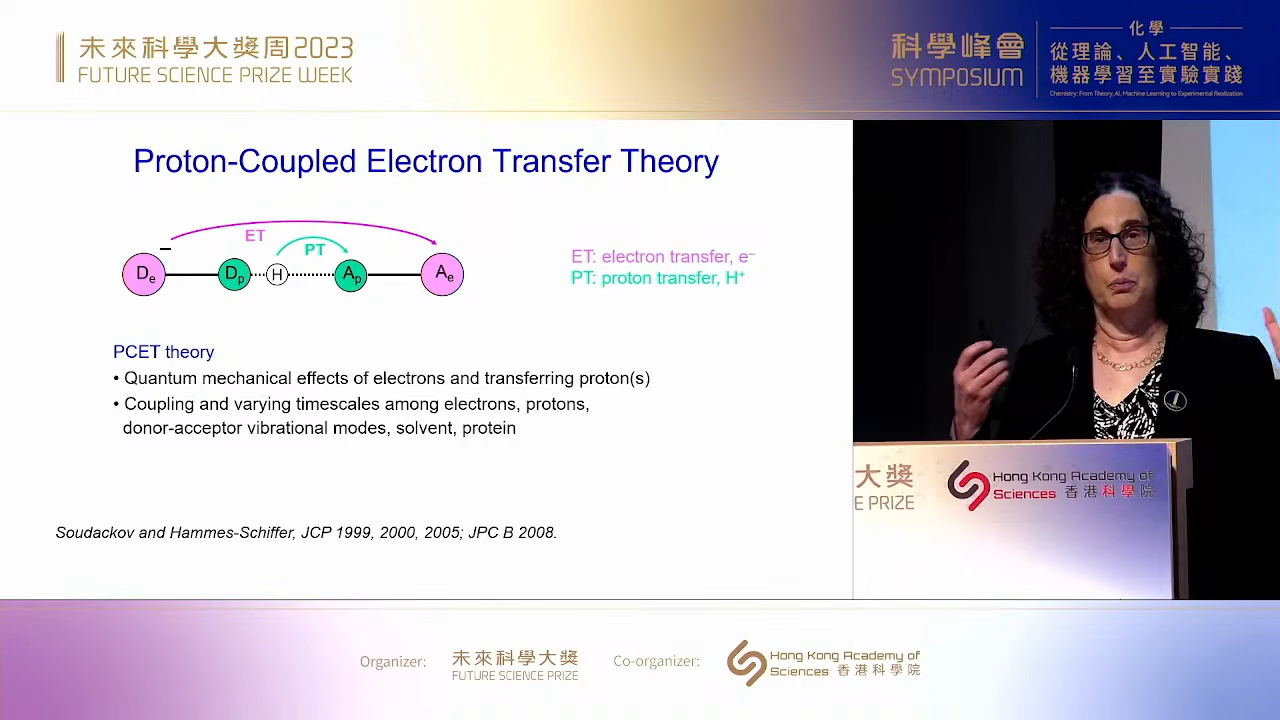 未來科學大獎周2023
FUTURE SCIENCE PRIZE WEEK
科學峰會
SYMPOSIUM
化學
從理論、人工智能、
機器學習至實驗實踐
Chemistry: From Theory, AI, Machine Learning to Experimental Realization
Proton-Coupled Electron Transfer Theory
ET
PT
–
De
Dp
H
Ap
Ae
ET: electron transfer, e⁻
PT: proton transfer, H⁺
PCET theory
• Quantum mechanical effects of electrons and transferring proton(s)
• Coupling and varying timescales among electrons, protons,
donor-acceptor vibrational modes, solvent, protein
Soudackov and Hammes-Schiffer, JCP 1999, 2000, 2005; JPC B 2008.
大獎
E PRIZE
Hong Kong Academy of
Sciences 香港科學院
Organizer:
未來科學大獎
FUTURE SCIENCE PRIZE
Co-organizer:
Hong Kong Academy of
Sciences 香港科學院